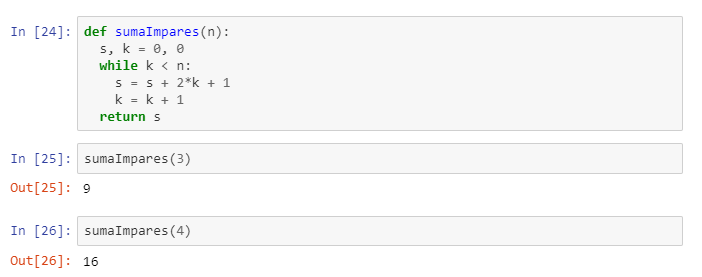 In [24]: def sumaImpares(n):
  s, k = 0, 0
  while k < n:
    s = s + 2*k + 1
    k = k + 1
  return s
In [25]: sumaImpares(3)
Out[25]: 9
In [26]: sumaImpares(4)
Out[26]: 16